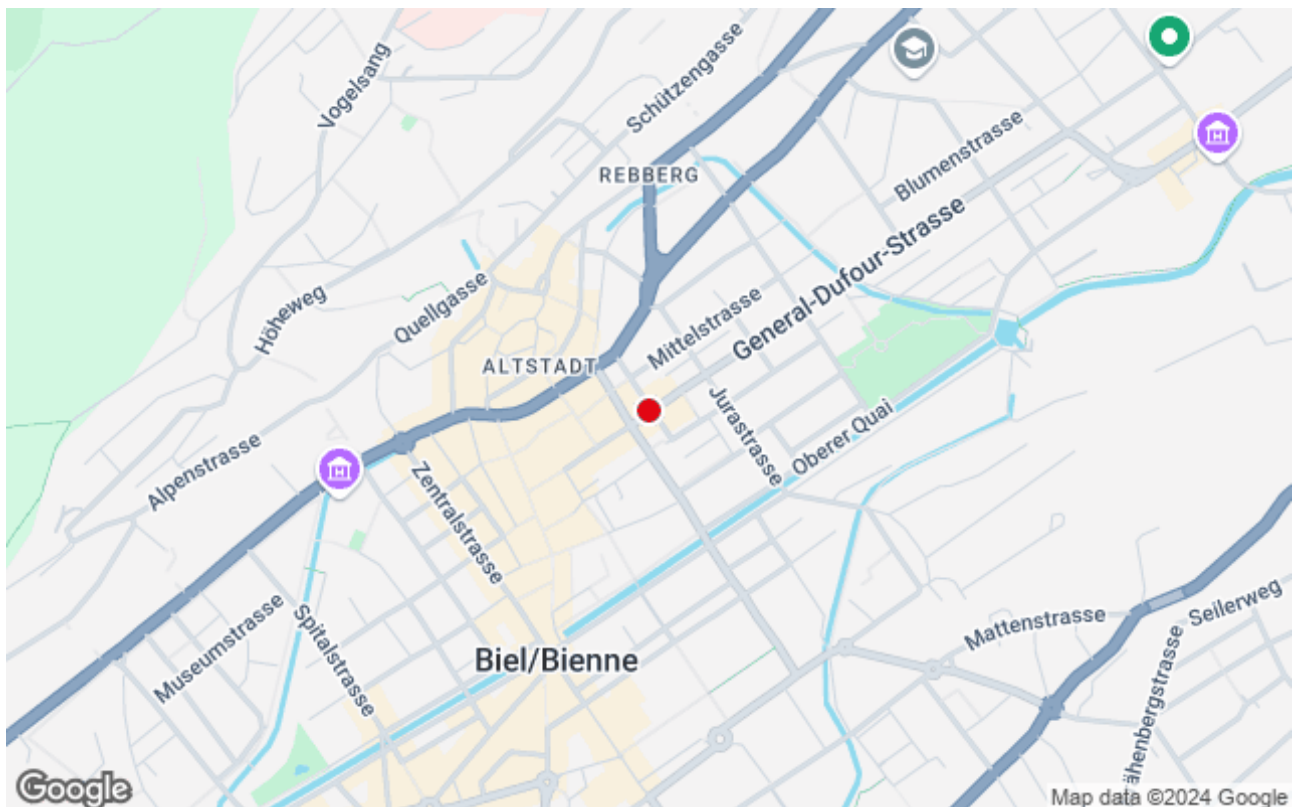 Vogelsang
Schützengasse
REBBERG
Blumenstrasse
Höheweg
Quellgasse
Mittelstrasse
General-Dufour-Strasse
ALTSTADT
Jurastrasse
Oberer Quai
Alpenstrasse
Zentralstrasse
Museumstrasse
Spitalstrasse
Mattenstrasse
Seilerweg
Biel/Bienne
ähenbergstrasse
Google
Map data ©2024 Google